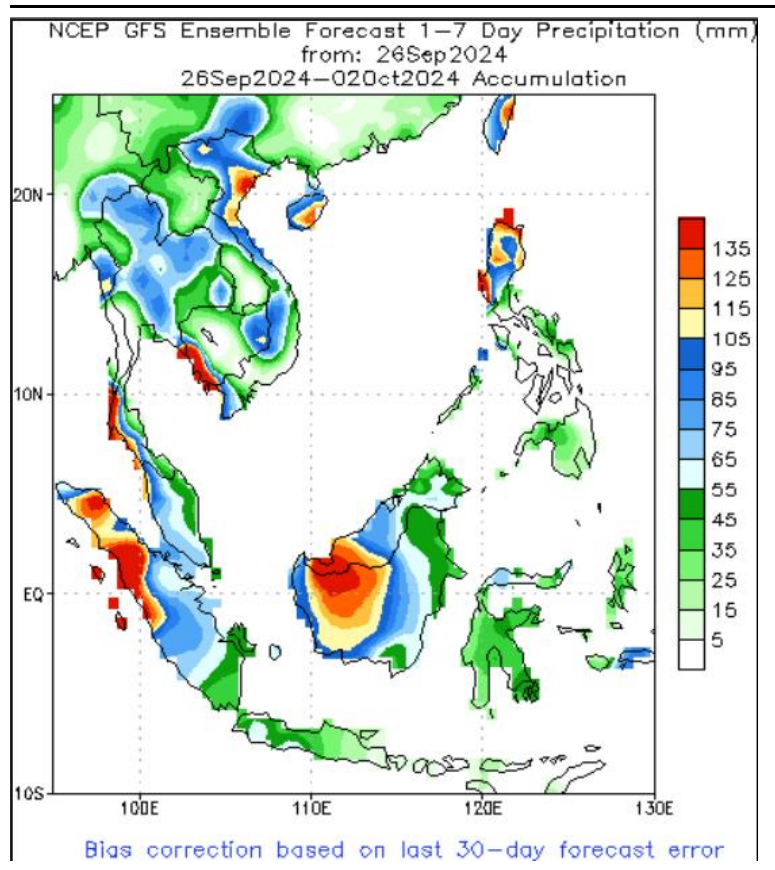 NCEP GFS Ensemble Forecast 1-7 Day Precipitation (mm)
from: 26Sep2024
26Sep2024-02Oct2024 Accumulation
20N
10N
EQ
10S
100E
110E
120E
130E
135
125
115
105
95
85
75
65
55
45
35
25
15
5
Bias correction based on last 30-day forecast error